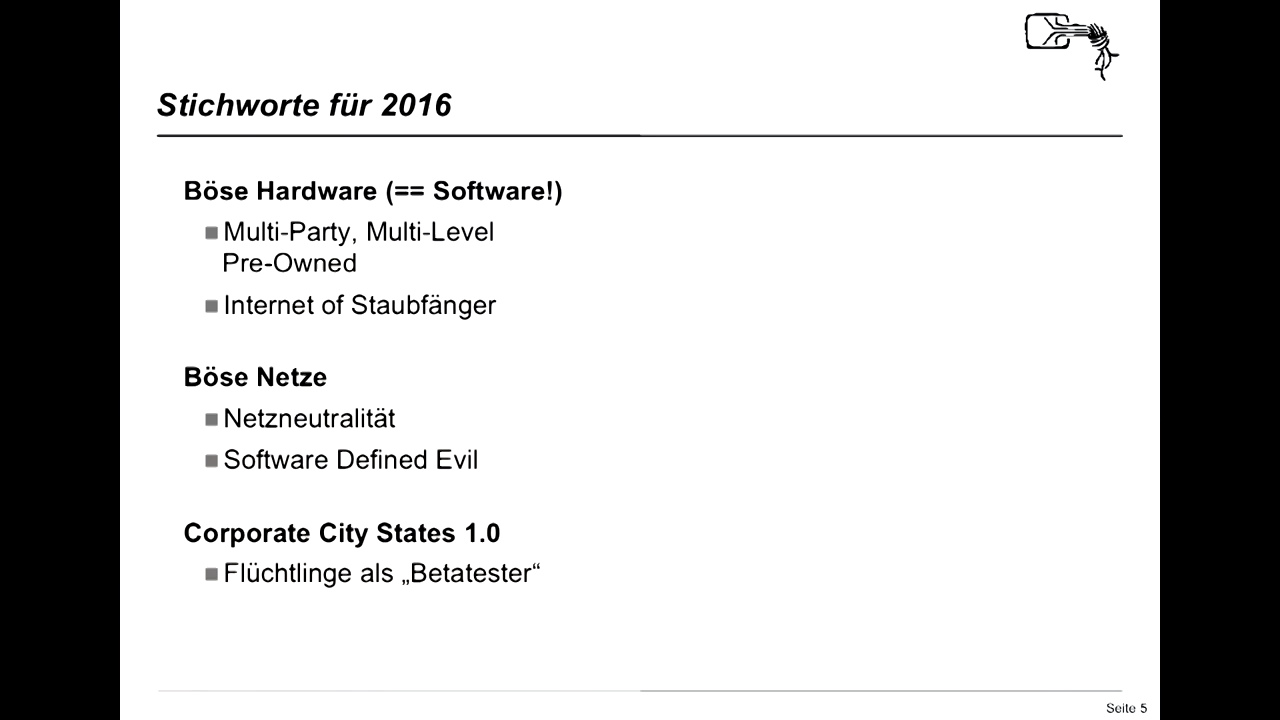 Stichworte für 2016
Böse Hardware (== Software!)
Multi-Party, Multi-Level
Pre-Owned
Internet of Staubfänger
Böse Netze
Netzneutralität
Software Defined Evil
Corporate City States 1.0
Flüchtlinge als „Betatester“
Seite 5